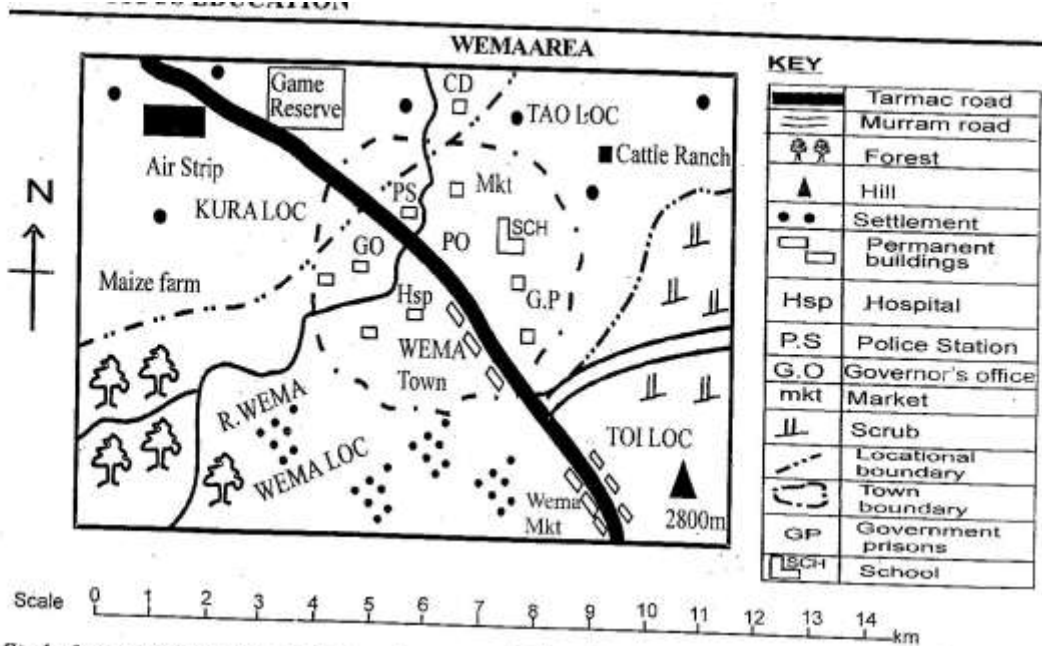 EDUCATION
WEMAAREA
Game
Reserve
CD
TAO LOC
Air Strip
Cattle Ranch
N
KURA LOC
PS
Mkt
SCH
GO
PO
Maize farm
Hsp
G.P
WEMA
Town
R.WEMA
WEMA LOC
TOI LOC
Wema
Mkt
2800m
KEY
Tarmac road
Murram road
Forest
Hill
Settlement
Permanent
buildings
Hsp Hospital
P.S Police Station
G.O Governor's office
mkt Market
Scrub
Locational
boundary
Town
boundary
GP Government
prisons
SCH School
Scale 0 1 2 3 4 5 6 7 8 9 10 11 12 13 14 km